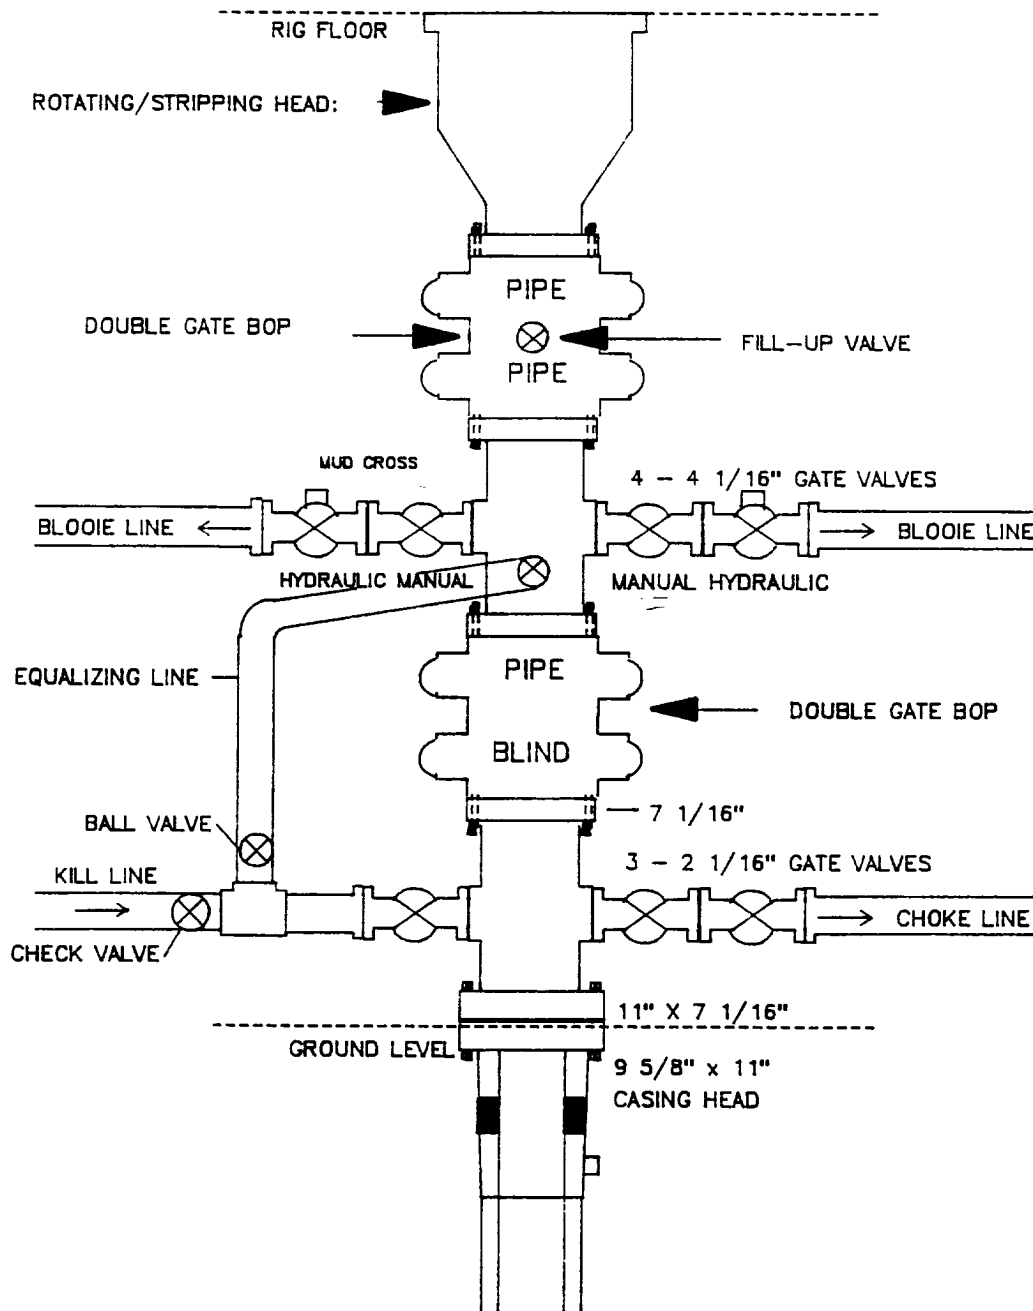 RIG FLOOR
ROTATING/STRIPPING HEAD:
PIPE
DOUBLE GATE BOP
FILL-UP VALVE
PIPE
MUD CROSS
4 - 4 1/16" GATE VALVES
BLOOIE LINE
BLOOIE LINE
HYDRAULIC MANUAL
MANUAL HYDRAULIC
PIPE
EQUALIZING LINE
DOUBLE GATE BOP
BLIND
7 1/16"
BALL VALVE
3 - 2 1/16" GATE VALVES
KILL LINE
CHOKE LINE
CHECK VALVE
11" X 7 1/16"
GROUND LEVEL
9 5/8" x 11"
CASING HEAD